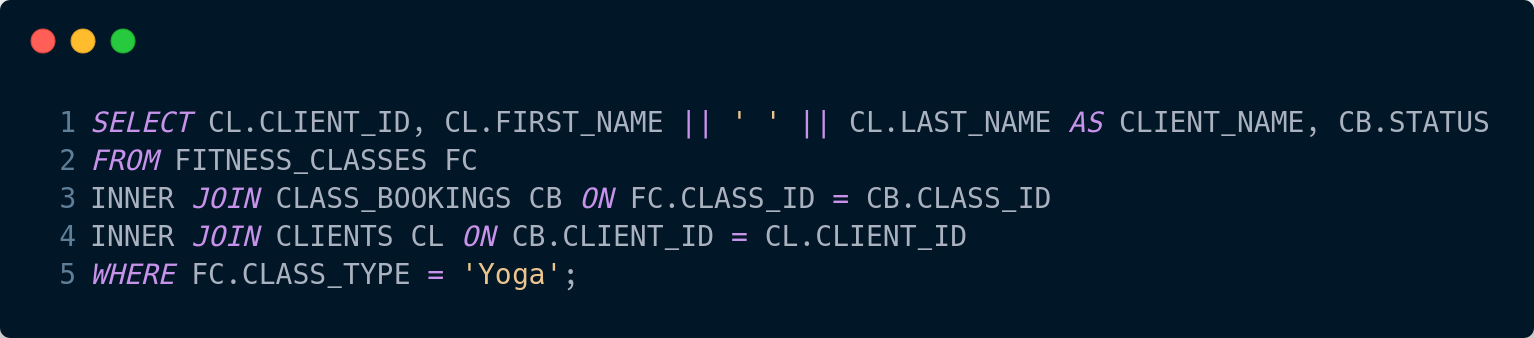 1 SELECT CL.CLIENT_ID, CL.FIRST_NAME || ' ' || CL.LAST_NAME AS CLIENT_NAME, CB.STATUS
2 FROM FITNESS_CLASSES FC
3 INNER JOIN CLASS_BOOKINGS CB ON FC.CLASS_ID = CB.CLASS_ID
4 INNER JOIN CLIENTS CL ON CB.CLIENT_ID = CL.CLIENT_ID
5 WHERE FC.CLASS_TYPE = 'Yoga';